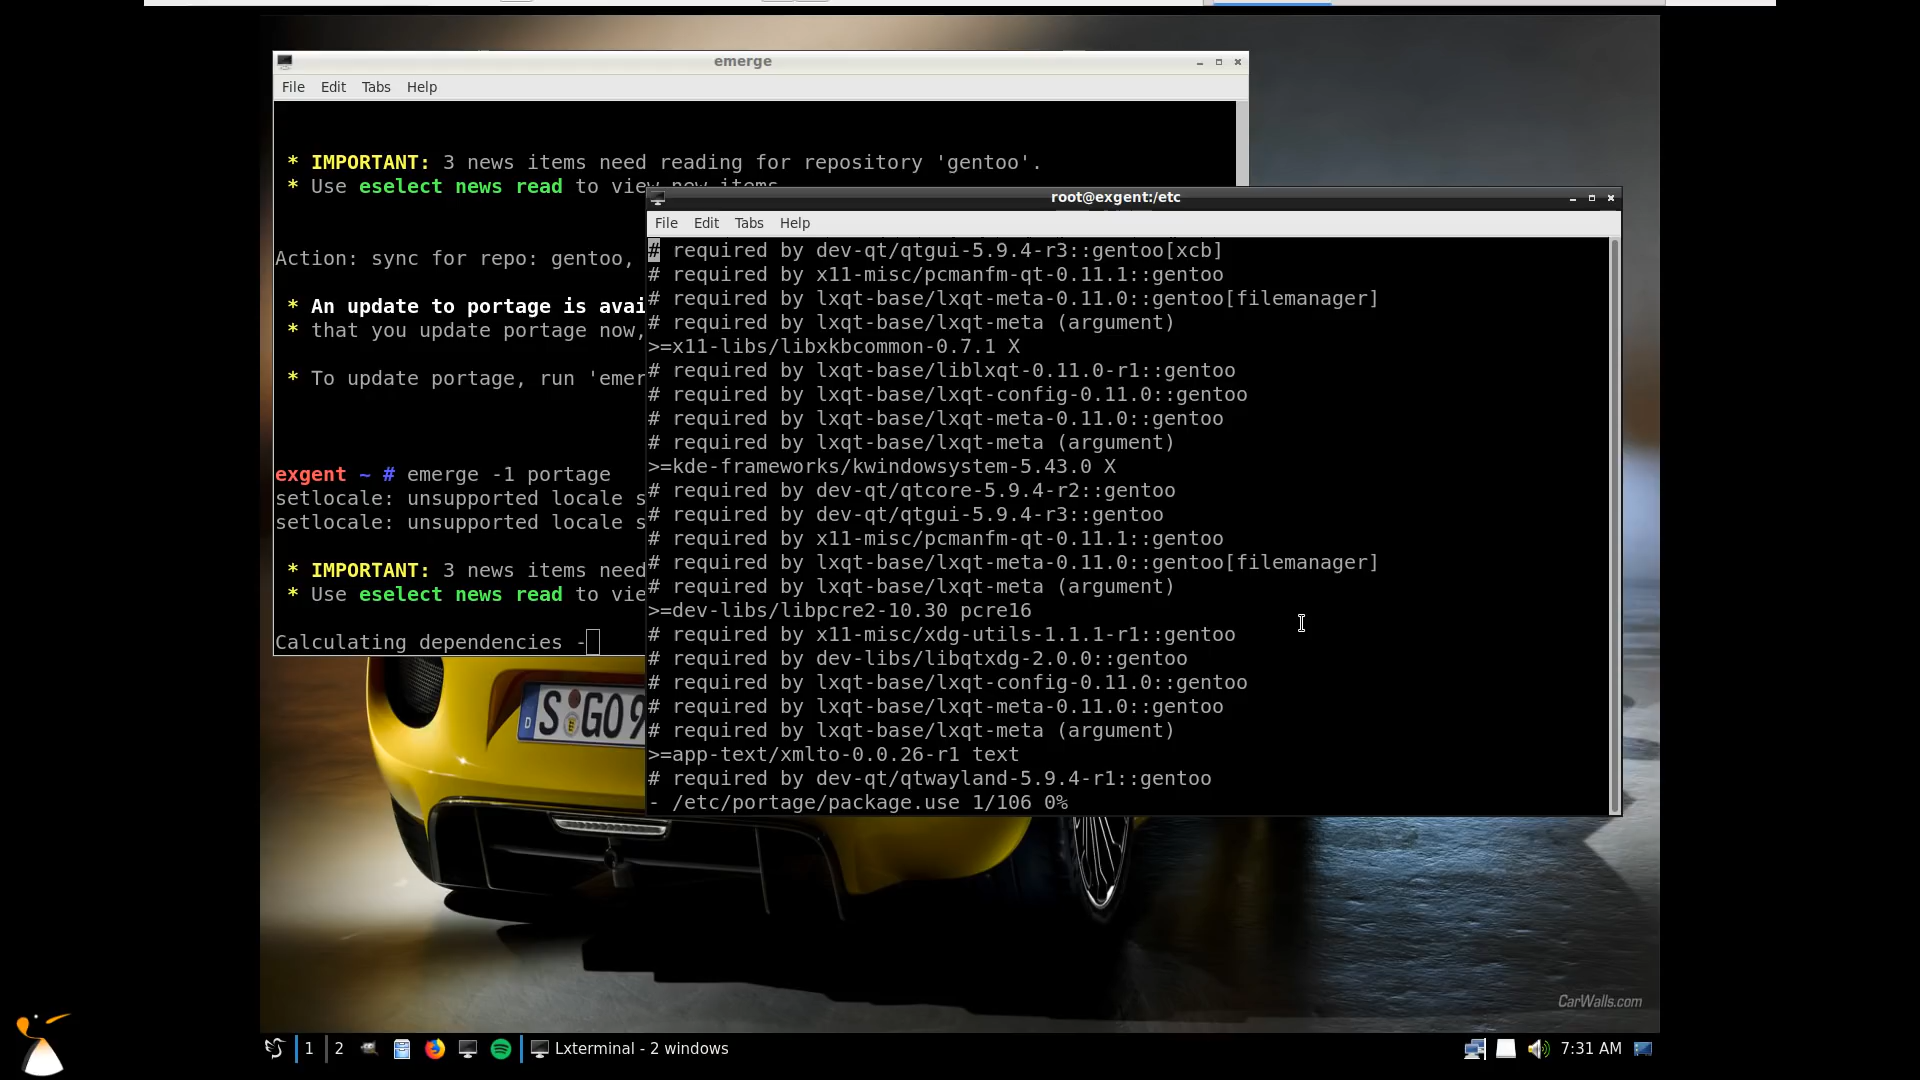 emerge
File Edit Tabs Help
* IMPORTANT: 3 news items need reading for repository 'gentoo'.
* Use eselect news read to view new items
Action: sync for repo: gentoo,
* An update to portage is avai
* that you update portage now,
* To update portage, run 'emer
exgent ~ # emerge -1 portage
setlocale: unsupported locale s
setlocale: unsupported locale s
* IMPORTANT: 3 news items need
* Use eselect news read to vie
Calculating dependencies -
root@exgent:/etc
File Edit Tabs Help
# required by dev-qt/qtgui-5.9.4-r3::gentoo[xcb]
# required by x11-misc/pcmanfm-qt-0.11.1::gentoo
# required by lxqt-base/lxqt-meta-0.11.0::gentoo[filemanager]
# required by lxqt-base/lxqt-meta (argument)
>=x11-libs/libxkbcommon-0.7.1 X
# required by lxqt-base/liblxqt-0.11.0-r1::gentoo
# required by lxqt-base/lxqt-config-0.11.0::gentoo
# required by lxqt-base/lxqt-meta-0.11.0::gentoo
# required by lxqt-base/lxqt-meta (argument)
>=kde-frameworks/kwindowsystem-5.43.0 X
# required by dev-qt/qtcore-5.9.4-r2::gentoo
# required by dev-qt/qtgui-5.9.4-r3::gentoo
# required by x11-misc/pcmanfm-qt-0.11.1::gentoo
# required by lxqt-base/lxqt-meta-0.11.0::gentoo[filemanager]
# required by lxqt-base/lxqt-meta (argument)
>=dev-libs/libpcre2-10.30 pcre16
# required by x11-misc/xdg-utils-1.1.1-r1::gentoo
# required by dev-libs/libqtxdg-2.0.0::gentoo
# required by lxqt-base/lxqt-config-0.11.0::gentoo
# required by lxqt-base/lxqt-meta-0.11.0::gentoo
# required by lxqt-base/lxqt-meta (argument)
>=app-text/xmlto-0.0.26-r1 text
# required by dev-qt/qtwayland-5.9.4-r1::gentoo
- /etc/portage/package.use 1/106 0%
D S GO 9
CarWalls.com
1 2 Lxterminal - 2 windows 7:31 AM